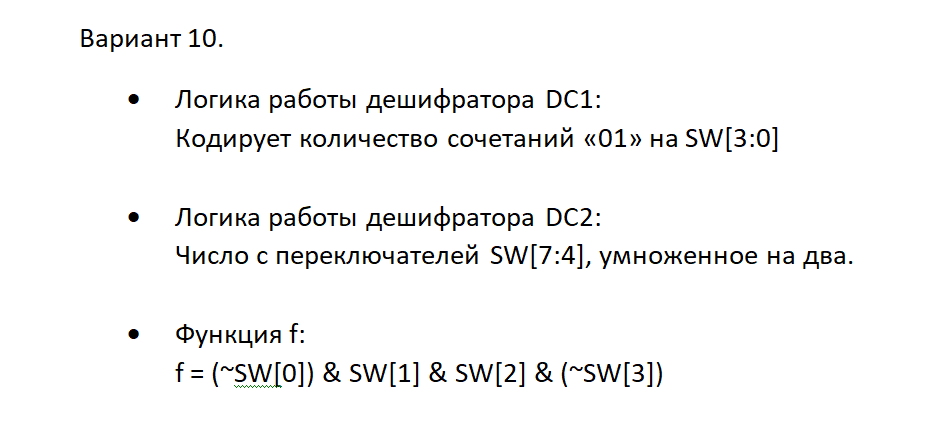 Вариант 10.
• Логика работы дешифратора DC1:
Кодирует количество сочетаний «01» на SW[3:0]
• Логика работы дешифратора DC2:
Число с переключателей SW[7:4], умноженное на два.
• Функция f:
f = (~SW[0]) & SW[1] & SW[2] & (~SW[3])